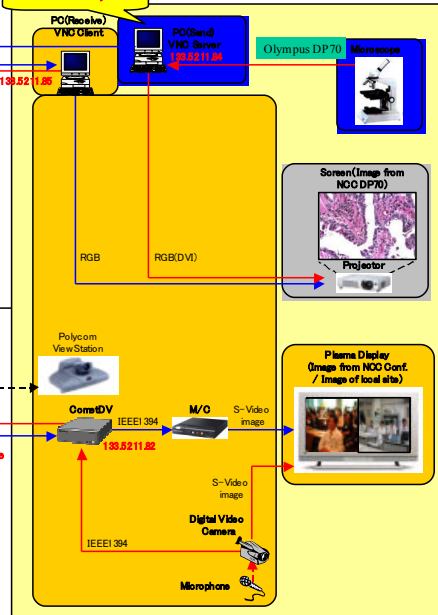 PC(Receive)
VNC Client
PC(Send)
VNC Server
133.5211.94
Olympus DP70
Microscope
133.5211.85
Screen(Image from
NCC DP70)
Projector
RGB
RGB(DVI)
Polycom
ViewStation
Plasma Display
(Image from NCC Conf.
/ Image of local site)
CometDV
IEEE1394
M/C
S-Video
image
133.5211.82
S-Video
image
Digital Video
Camera
IEEE1394
Microphone